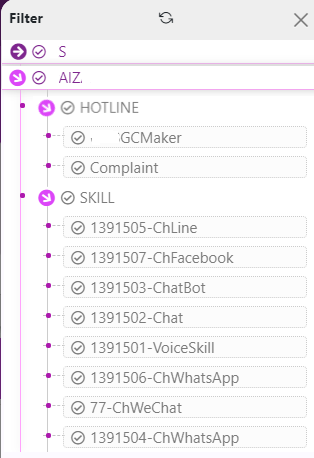 Filter
S
AIZ.
HOTLINE
GCMaker
Complaint
SKILL
1391505-ChLine
1391507-ChFacebook
1391503-ChatBot
1391502-Chat
1391501-VoiceSkill
1391506-ChWhatsApp
77-ChWeChat
1391504-ChWhatsApp